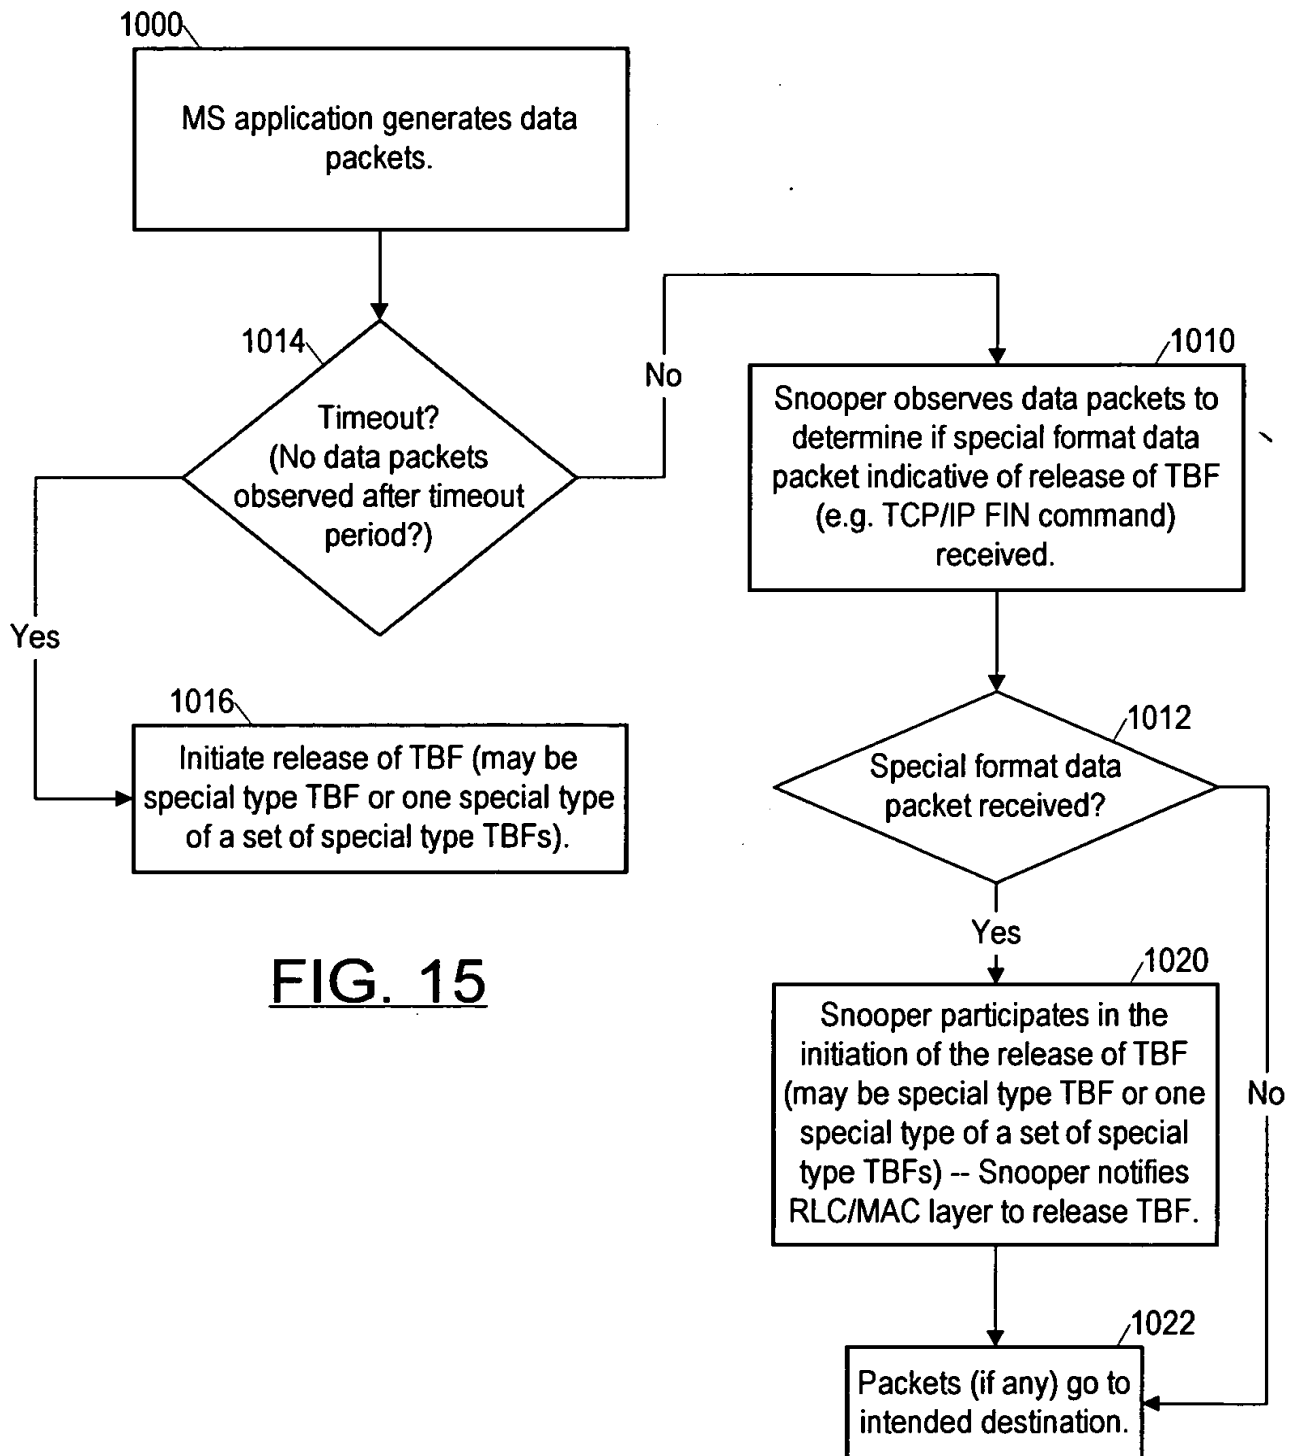 1000
MS application generates data
packets.
1014
Timeout?
(No data packets
observed after timeout
period?)
No
Yes
1010
Snooper observes data packets to
determine if special format data
packet indicative of release of TBF
(e.g. TCP/IP FIN command)
received.
1016
Initiate release of TBF (may be
special type TBF or one special type
of a set of special type TBFs).
1012
Special format data
packet received?
Yes
No
1020
Snooper participates in the
initiation of the release of TBF
(may be special type TBF or one
special type of a set of special
type TBFs) -- Snooper notifies
RLC/MAC layer to release TBF.
1022
Packets (if any) go to
intended destination.
FIG. 15